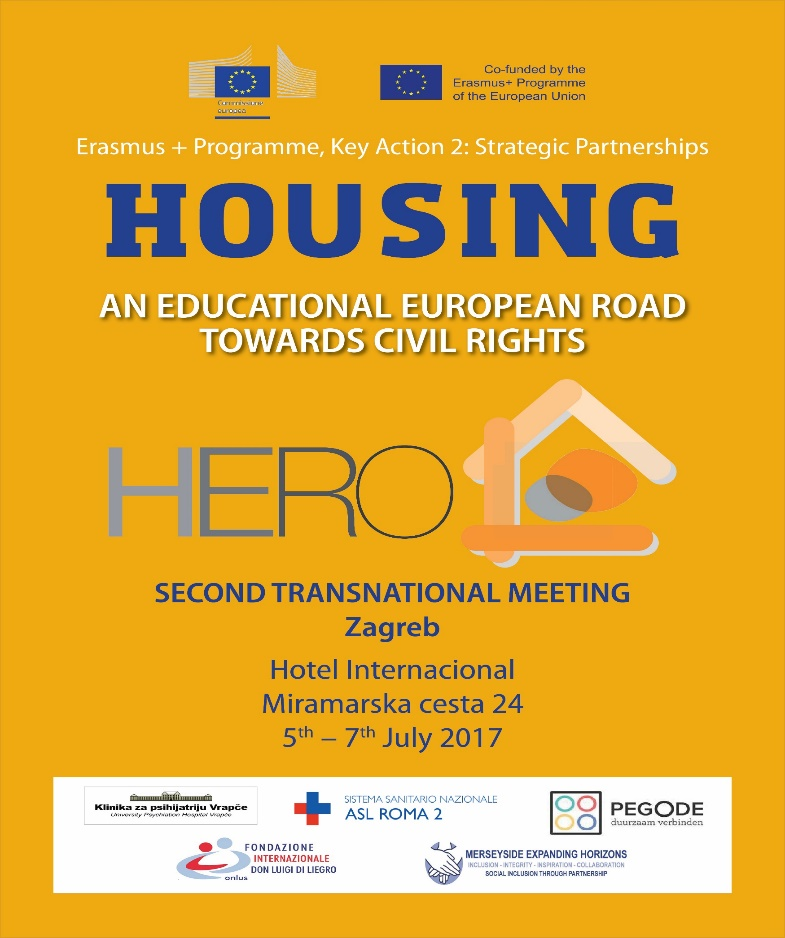 Commissione
europea
Co-funded by the
Erasmus+ Programme
of the European Union
Erasmus + Programme, Key Action 2: Strategic Partnerships
HOUSING
AN EDUCATIONAL EUROPEAN ROAD
TOWARDS CIVIL RIGHTS
HERO
SECOND TRANSNATIONAL MEETING
Zagreb
Hotel Internacional
Miramarska cesta 24
5th – 7th July 2017
Klinika za psihijatriju Vrapče
University Psychiatrion Hospital Vrapče
SISTEMA SANITARIO NAZIONALE
ASL ROMA 2
PEGODE
duurzaam verbinden
FONDAZIONE
INTERNAZIONALE
DON LUIGI DI LIEGRO
onlus
MERSEYSIDE EXPANDING HORIZONS
INCLUSION - INTEGRITY - INSPIRATION - COLLABORATION
SOCIAL INCLUSION THROUGH PARTNERSHIP